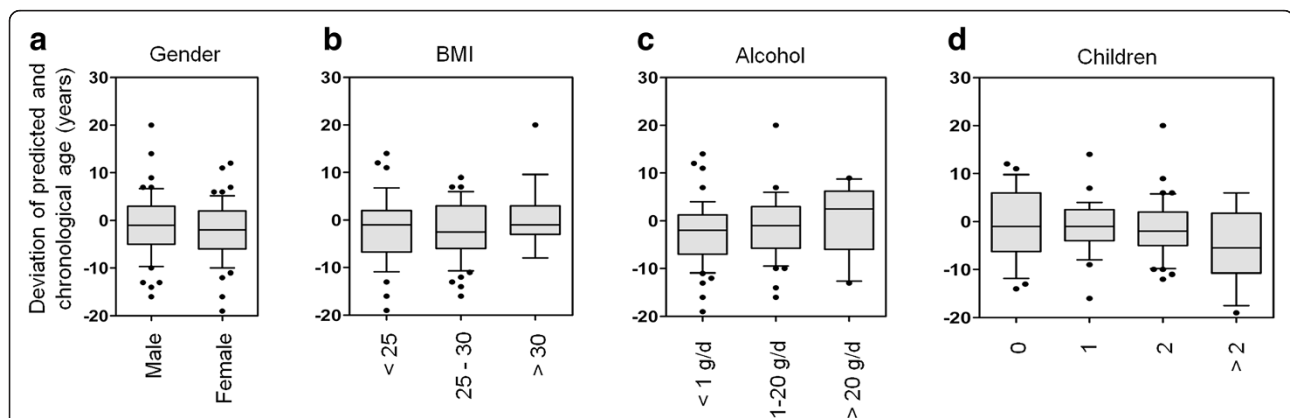 a
Gender
Deviation of predicted and
chronological age (years)
30
20
10
0
-10
-20
Male
Female
b
BMI
30
20
10
0
-10
-20
< 25
25 - 30
> 30
c
Alcohol
30
20
10
0
-10
-20
< 1 g/d
1-20 g/d
> 20 g/d
d
Children
30
20
10
0
-10
-20
0
1
2
> 2